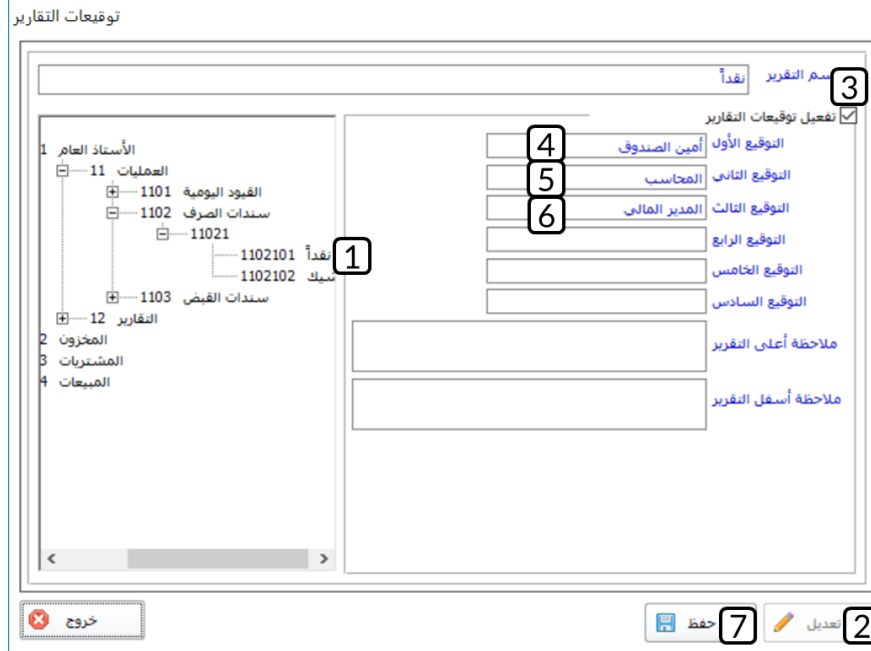 توقيعات التقارير
سم التقرير نقداً
3
تفعيل توقيعات التقارير
التوقيع الأول أمين الصندوق 4
التوقيع الثاني المحاسب 5
التوقيع الثالث المدير المالي 6
التوقيع الرابع
التوقيع الخامس
التوقيع السادس
ملاحظة أعلى التقرير
ملاحظة أسفل التقرير
1 الأستاذ العام
11 العمليات
1101 القيود اليومية
1102 سندات الصرف
11021
1102101 نقداً 1
1102102 شيك
1103 سندات القبض
12 التقارير
2 المخزون
3 المشتريات
4 المبيعات
تعديل 2
حفظ 7
خروج